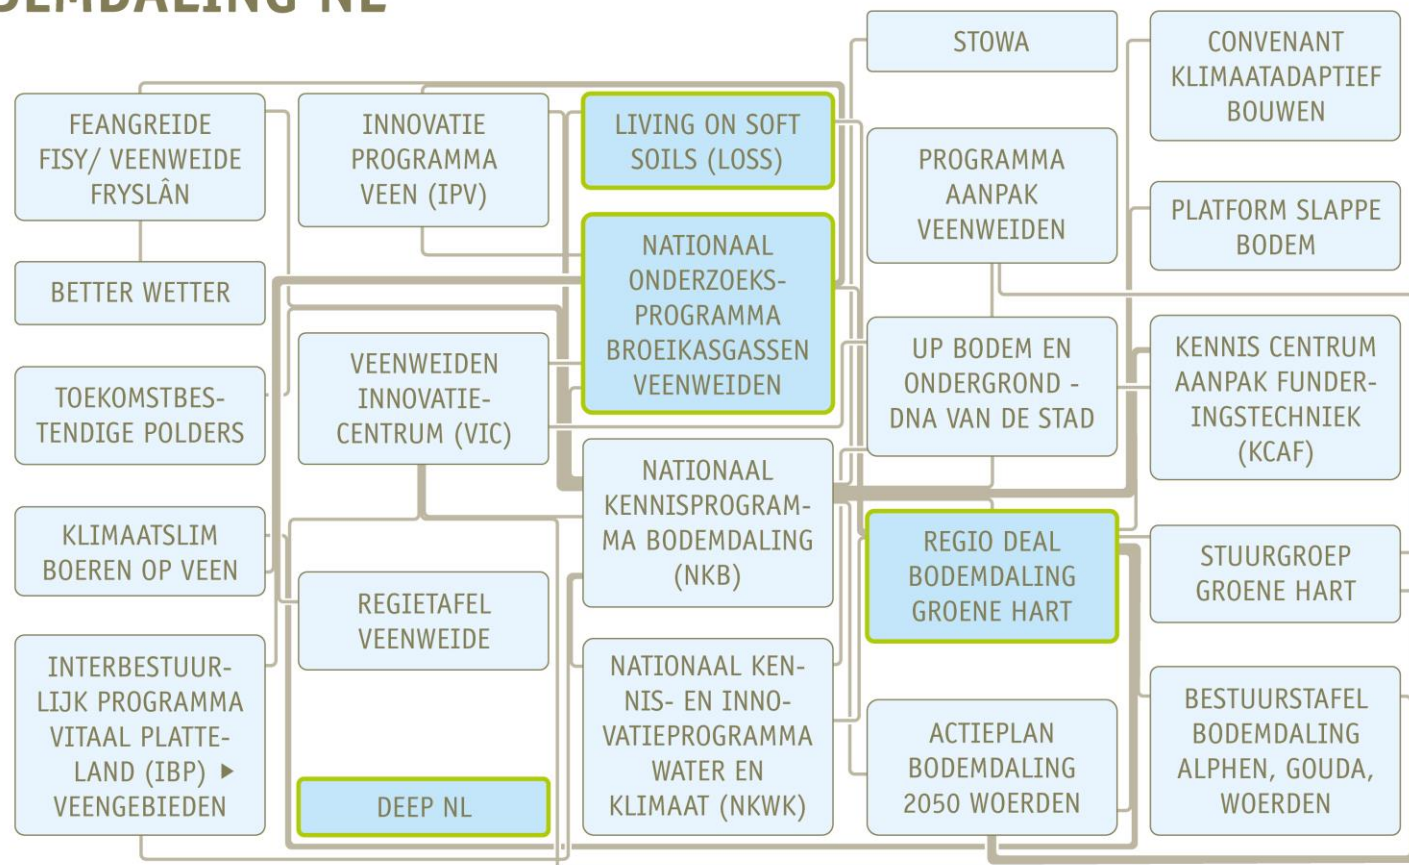 BODEMDALING NL
FEANGREIDE
FISY/ VEENWEIDE
FRYSLÂN
BETTER WETTER
TOEKOMSTBES-
TENDIGE POLDERS
KLIMAATSLIM
BOEREN OP VEEN
INTERBESTUUR-
LIJK PROGRAMMA
VITAAL PLATTE-
LAND (IBP) ▶
VEENGEBIEDEN
INNOVATIE
PROGRAMMA
VEEN (IPV)
VEENWEIDEN
INNOVATIE-
CENTRUM (VIC)
REGIETAFEL
VEENWEIDE
DEEP NL
LIVING ON SOFT
SOILS (LOSS)
NATIONAAL
ONDERZOEKS-
PROGRAMMA
BROEIKASGASSEN
VEENWEIDEN
NATIONAAL
KENNISPROGRAM-
MA BODEMDALING
(NKB)
NATIONAAL KEN-
NIS- EN INNO-
VATIEPROGRAMMA
WATER EN
KLIMAAT (NKWK)
STOWA
PROGRAMMA
AANPAK
VEENWEIDEN
UP BODEM EN
ONDERGROND -
DNA VAN DE STAD
REGIO DEAL
BODEMDALING
GROENE HART
ACTIEPLAN
BODEMDALING
2050 WOERDEN
CONVENANT
KLIMAATADAPTIEF
BOUWEN
PLATFORM SLAPPE
BODEM
KENNIS CENTRUM
AANPAK FUNDER-
INGSTECHNIEK
(KCAF)
STUURGROEP
GROENE HART
BESTUURSTAFEL
BODEMDALING
ALPHEN, GOUDA,
WOERDEN